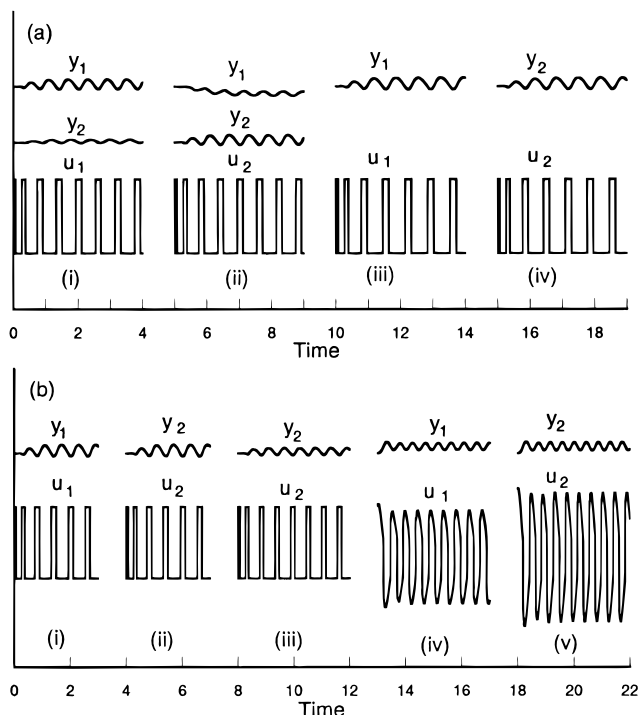 (a)
y1 y1 y1 y2
y2 y2
u1 u2 u1 u2
(i) (ii) (iii) (iv)
0 2 4 6 8 10 12 14 16 18
Time
(b)
y1 y2 y2 y1 y2
u1 u2 u2 u1 u2
(i) (ii) (iii) (iv) (v)
0 2 4 6 8 10 12 14 16 18 20 22
Time